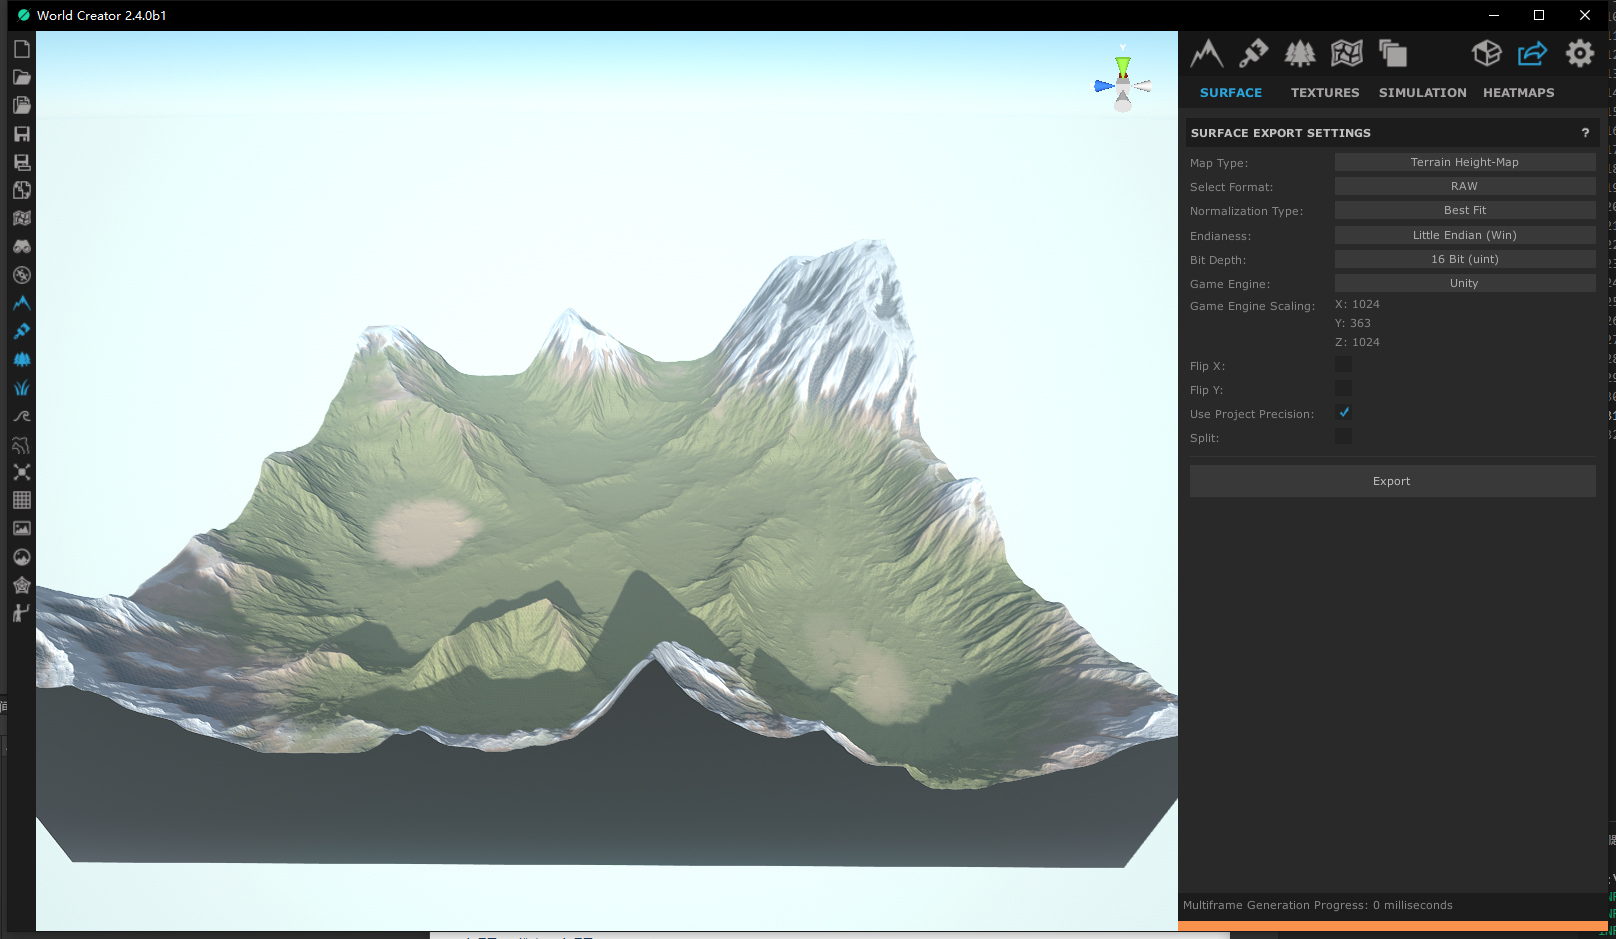 World Creator 2.4.0b1
Y
SURFACE TEXTURES SIMULATION HEATMAPS
SURFACE EXPORT SETTINGS ?
Map Type: Terrain Height-Map
Select Format: RAW
Normalization Type: Best Fit
Endianess: Little Endian (Win)
Bit Depth: 16 Bit (uint)
Game Engine: Unity
Game Engine Scaling: X: 1024
Y: 363
Z: 1024
Flip X:
Flip Y:
Use Project Precision:
Split:
Export
Multiframe Generation Progress: 0 milliseconds